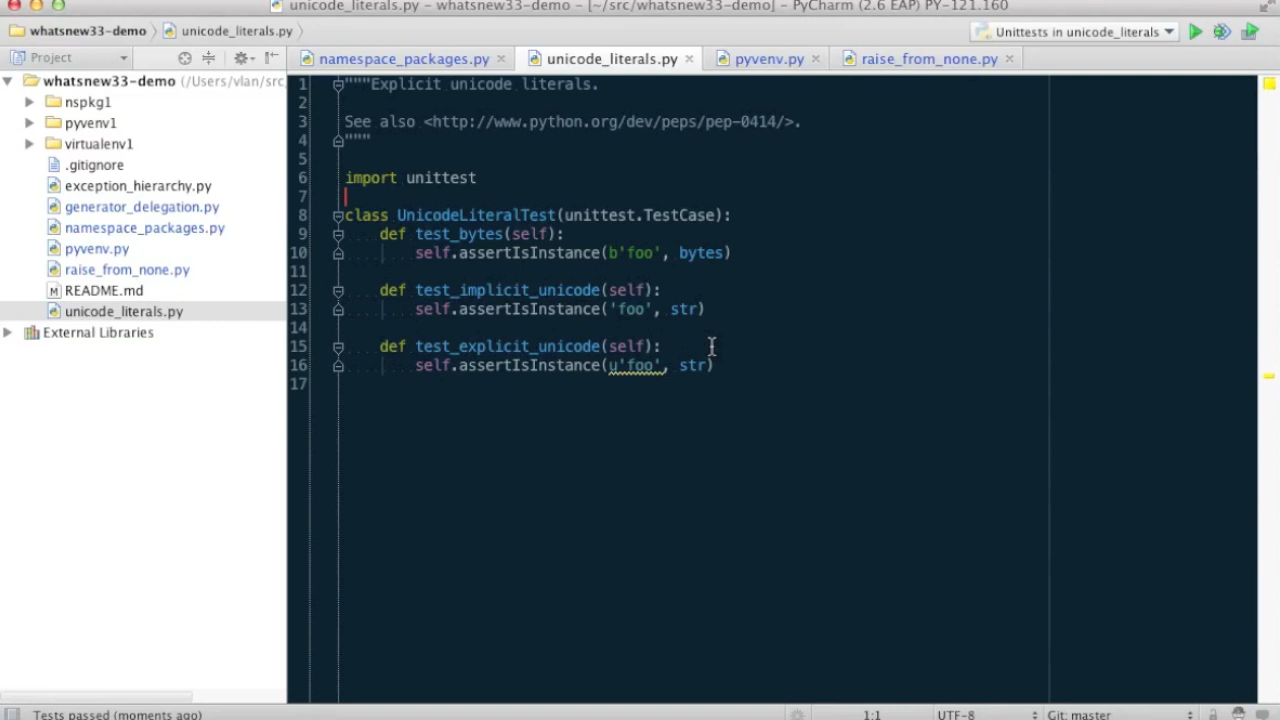 unicode_literals.py - whatsnew33-demo - [~/src/whatsnew33-demo] - PyCharm (2.6 EAP) PY-121.160
whatsnew33-demo unicode_literals.py Unittests in unicode_literals
Project namespace_packages.py unicode_literals.py pyvenv.py raise_from_none.py
whatsnew33-demo (/Users/vlan/src,
nspkg1
pyvenv1
virtualenv1
.gitignore
exception_hierarchy.py
generator_delegation.py
namespace_packages.py
pyvenv.py
raise_from_none.py
README.md
unicode_literals.py
External Libraries
1 """Explicit unicode literals.
2
3 See also <http://www.python.org/dev/peps/pep-0414/>.
4 """
5
6 import unittest
7
8 class UnicodeLiteralTest(unittest.TestCase):
9 def test_bytes(self):
10 self.assertIsInstance(b'foo', bytes)
11
12 def test_implicit_unicode(self):
13 self.assertIsInstance('foo', str)
14
15 def test_explicit_unicode(self):
16 self.assertIsInstance(u'foo', str)
17
Tests passed (moments ago) 1:1 UTF-8 Git: master